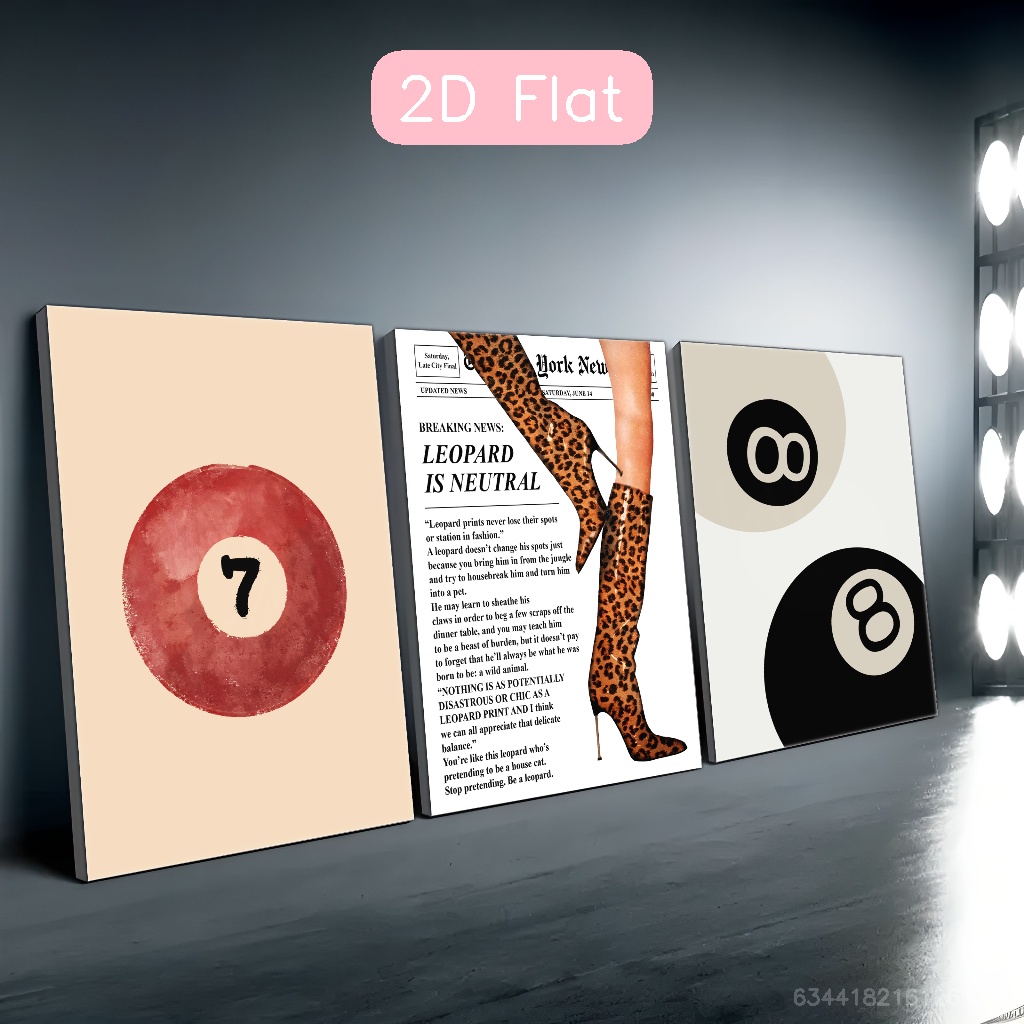 2D Flat
7
Saturday,
Late City Final
York New
UPDATED NEWS
SATURDAY, JUNE 14
BREAKING NEWS:
LEOPARD
IS NEUTRAL
“Leopard prints never lose their spots
or station in fashion.”
A leopard doesn't change his spots just
because you bring him in from the jungle
and try to housebreak him and turn him
into a pet.
He may learn to sheathe his
claws in order to beg a few scraps off the
dinner table, and you may teach him
to be a beast of burden, but it doesn't pay
to forget that he'll always be what he was
born to be: a wild animal.
“NOTHING IS AS POTENTIALLY
DISASTROUS OR CHIC AS A
LEOPARD PRINT AND I think
we can all appreciate that delicate
balance.”
You're like this leopard who's
pretending to be a house cat.
Stop pretending. Be a leopard.
8
8